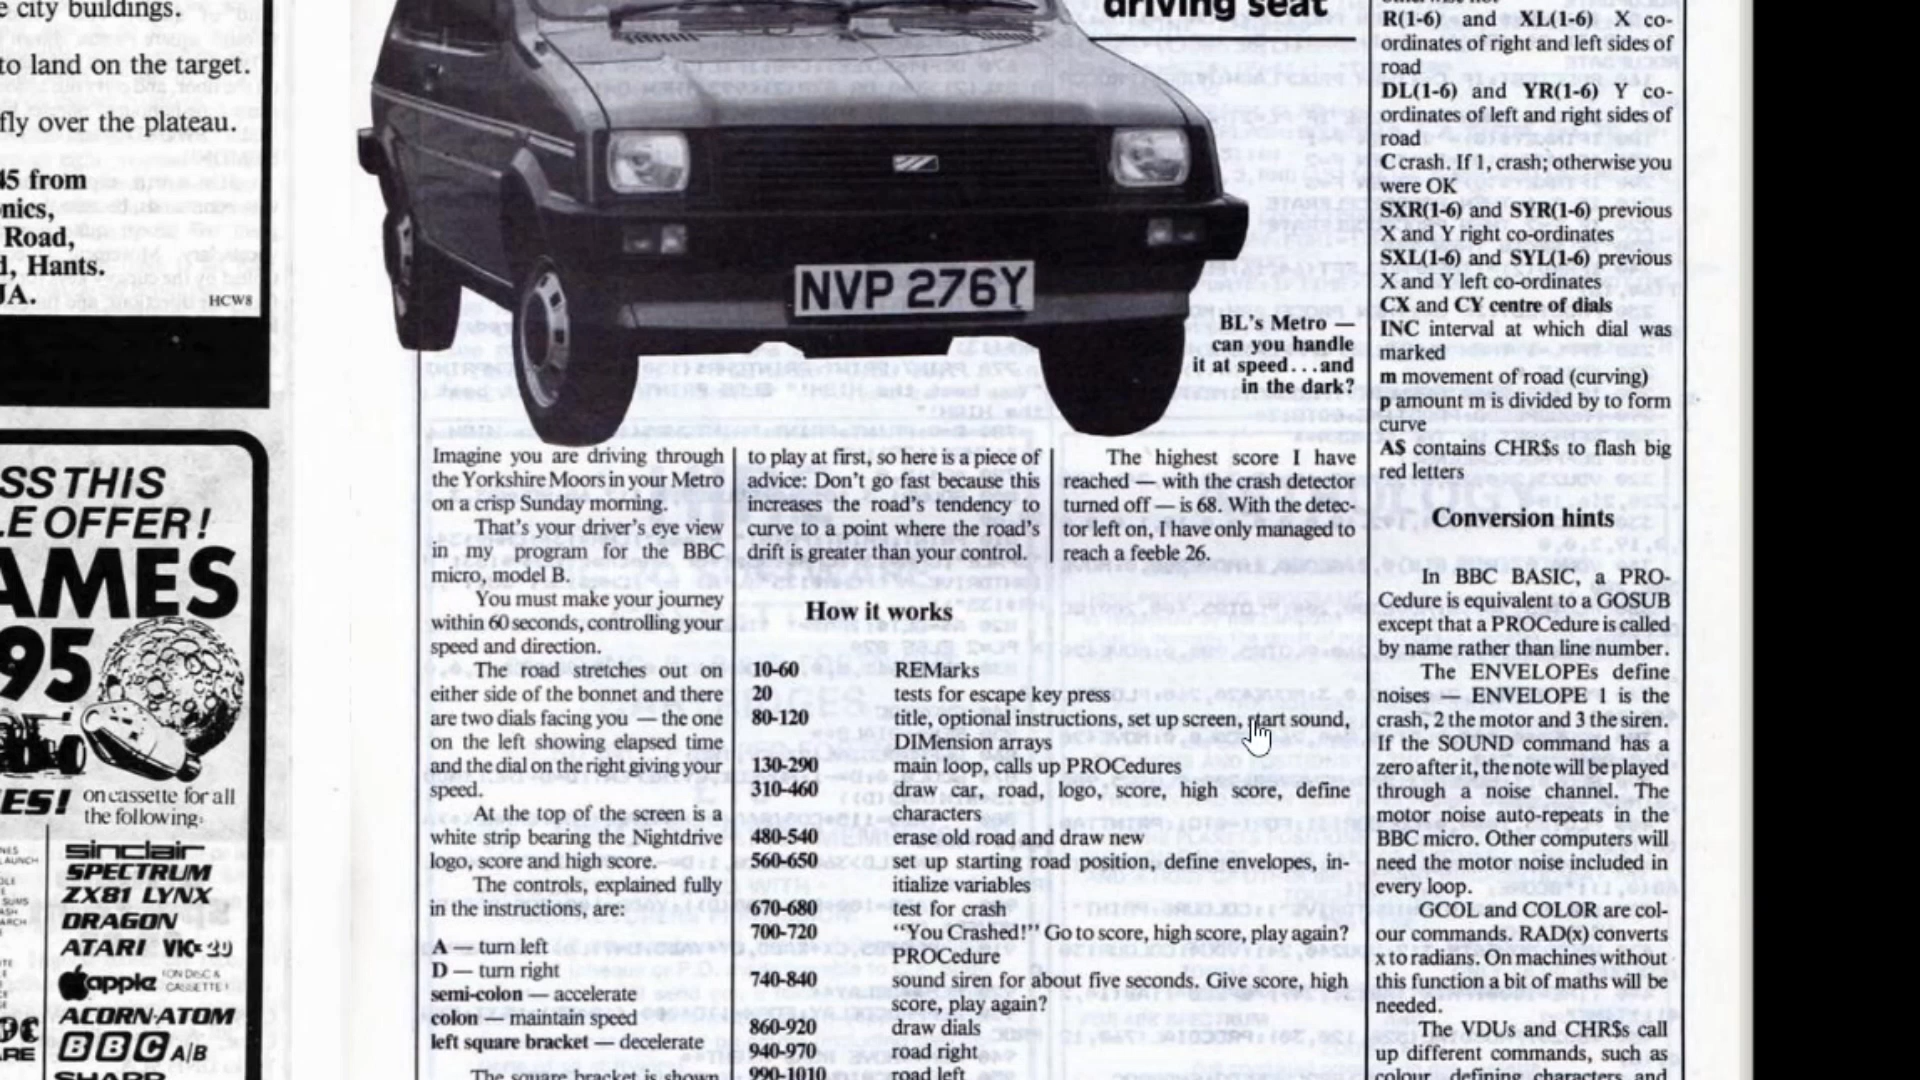 e city buildings.
to land on the target.
fly over the plateau.
45 from
nics,
Road,
d, Hants.
JA.
HCW8
SS THIS
LE OFFER!
AMES
95
ES! on cassette for all
the following:
sinclair
SPECTRUM
ZX81 LYNX
DRAGON
ATARI VIC 20
apple
ION DISC &
CASSETTE)
ACORN-ATOM
BBC A/B
SHARP
driving seat
NVP 276Y
BL's Metro —
can you handle
it at speed...and
in the dark?
Imagine you are driving through
the Yorkshire Moors in your Metro
on a crisp Sunday morning.
That's your driver's eye view
in my program for the BBC
micro, model B.
You must make your journey
within 60 seconds, controlling your
speed and direction.
The road stretches out on
either side of the bonnet and there
are two dials facing you — the one
on the left showing elapsed time
and the dial on the right giving your
speed.
At the top of the screen is a
white strip bearing the Nightdrive
logo, score and high score.
The controls, explained fully
in the instructions, are:
A — turn left
D — turn right
semi-colon — accelerate
colon — maintain speed
left square bracket — decelerate
The square bracket is shown
to play at first, so here is a piece of
advice: Don't go fast because this
increases the road's tendency to
curve to a point where the road's
drift is greater than your control.
The highest score I have
reached — with the crash detector
turned off — is 68. With the detec-
tor left on, I have only managed to
reach a feeble 26.
How it works
10-60 REMarks
20 tests for escape key press
80-120 title, optional instructions, set up screen, start sound,
DIMension arrays
130-290 main loop, calls up PROCedures
310-460 draw car, road, logo, score, high score, define
characters
480-540 erase old road and draw new
560-650 set up starting road position, define envelopes, in-
itialize variables
670-680 test for crash
700-720 "You Crashed!" Go to score, high score, play again?
PROCedure
740-840 sound siren for about five seconds. Give score, high
score, play again?
860-920 draw dials
940-970 road right
990-1010 road left
R(1-6) and XL(1-6) X co-
ordinates of right and left sides of
road
DL(1-6) and YR(1-6) Y co-
ordinates of left and right sides of
road
C crash. If 1, crash; otherwise you
were OK
SXR(1-6) and SYR(1-6) previous
X and Y right co-ordinates
SXL(1-6) and SYL(1-6) previous
X and Y left co-ordinates
CX and CY centre of dials
INC interval at which dial was
marked
m movement of road (curving)
p amount m is divided by to form
curve
A$ contains CHR$s to flash big
red letters
Conversion hints
In BBC BASIC, a PRO-
Cedure is equivalent to a GOSUB
except that a PROCedure is called
by name rather than line number.
The ENVELOPEs define
noises — ENVELOPE 1 is the
crash, 2 the motor and 3 the siren.
If the SOUND command has a
zero after it, the note will be played
through a noise channel. The
motor noise auto-repeats in the
BBC micro. Other computers will
need the motor noise included in
every loop.
GCOL and COLOR are col-
our commands. RAD(x) converts
x to radians. On machines without
this function a bit of maths will be
needed.
The VDUs and CHR$s call
up different commands, such as
colour, defining characters and